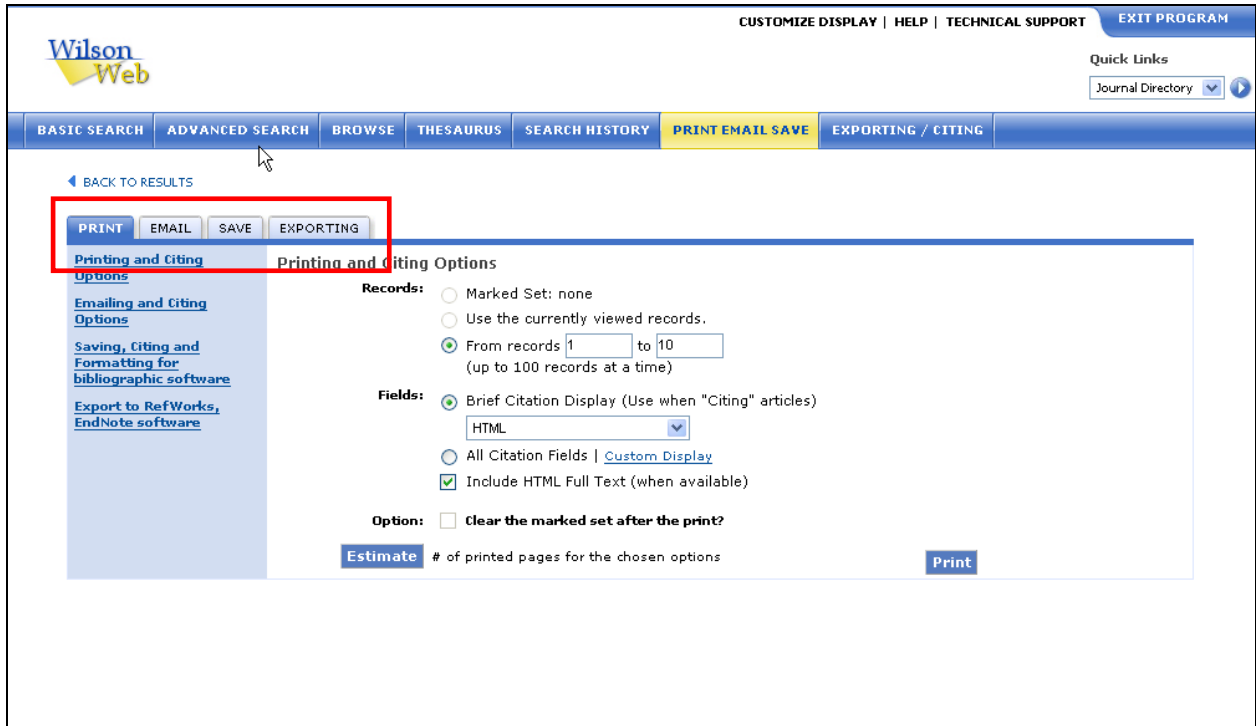 CUSTOMIZE DISPLAY | HELP | TECHNICAL SUPPORT
EXIT PROGRAM
Wilson
Web
Quick Links
Journal Directory
BASIC SEARCH
ADVANCED SEARCH
BROWSE
THESAURUS
SEARCH HISTORY
PRINT EMAIL SAVE
EXPORTING / CITING
BACK TO RESULTS
PRINT
EMAIL
SAVE
EXPORTING
Printing and Citing
Options
Emailing and Citing
Options
Saving, Citing and
Formatting for
bibliographic software
Export to RefWorks,
EndNote software
Printing and Citing Options
Records:
Marked Set: none
Use the currently viewed records.
From records 1 to 10
(up to 100 records at a time)
Fields:
Brief Citation Display (Use when "Citing" articles)
HTML
All Citation Fields | Custom Display
Include HTML Full Text (when available)
Option:
Clear the marked set after the print?
Estimate # of printed pages for the chosen options
Print